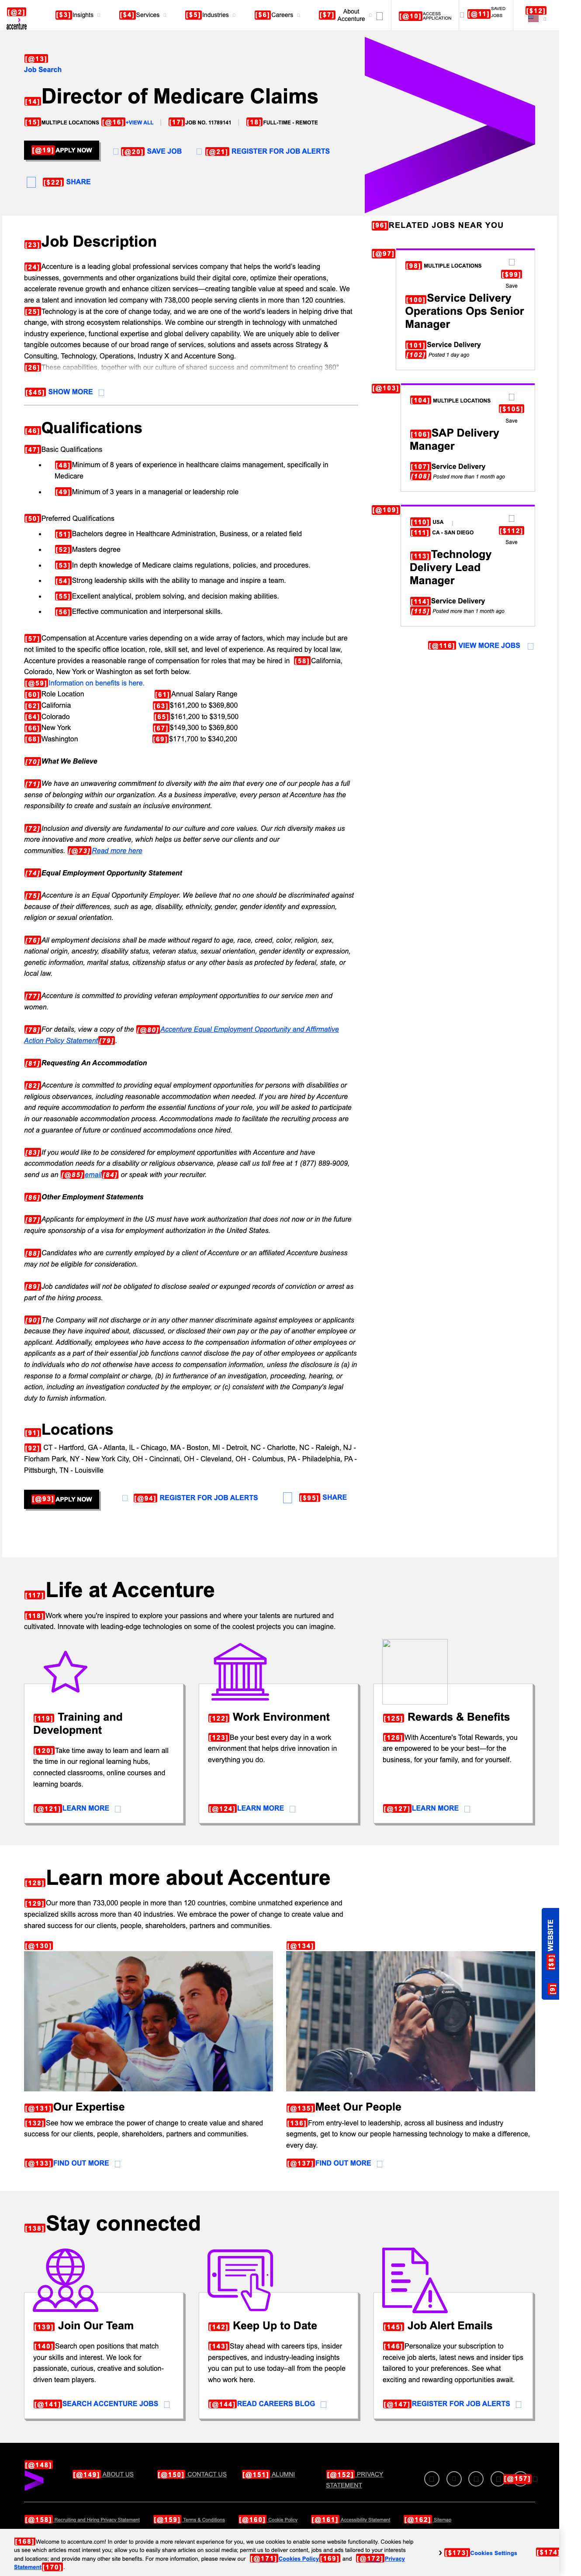 [@2]
accenture
[$3] Insights
[$4] Services
[$5] Industries
[$6] Careers
[$7] About Accenture
[@10] ACCESS APPLICATION
[@11] SAVED JOBS
[$12]
[@13]
Job Search
[14] Director of Medicare Claims
[15] MULTIPLE LOCATIONS [@16] +VIEW ALL | [17] JOB NO. 11789141 | [18] FULL-TIME - REMOTE
[@19] APPLY NOW [@20] SAVE JOB [@21] REGISTER FOR JOB ALERTS
[$22] SHARE
[23] Job Description
[24] Accenture is a leading global professional services company that helps the world's leading
businesses, governments and other organizations build their digital core, optimize their operations,
accelerate revenue growth and enhance citizen services—creating tangible value at speed and scale. We
are a talent and innovation led company with 738,000 people serving clients in more than 120 countries.
[25] Technology is at the core of change today, and we are one of the world's leaders in helping drive that
change, with strong ecosystem relationships. We combine our strength in technology with unmatched
industry experience, functional expertise and global delivery capability. We are uniquely able to deliver
tangible outcomes because of our broad range of services, solutions and assets across Strategy &
Consulting, Technology, Operations, Industry X and Accenture Song.
[26] These capabilities, together with our culture of shared success and commitment to creating 360°
[$45] SHOW MORE
[46] Qualifications
[47] Basic Qualifications
• [48] Minimum of 8 years of experience in healthcare claims management, specifically in
Medicare
• [49] Minimum of 3 years in a managerial or leadership role
[50] Preferred Qualifications
• [51] Bachelors degree in Healthcare Administration, Business, or a related field
• [52] Masters degree
• [53] In depth knowledge of Medicare claims regulations, policies, and procedures.
• [54] Strong leadership skills with the ability to manage and inspire a team.
• [55] Excellent analytical, problem solving, and decision making abilities.
• [56] Effective communication and interpersonal skills.
[57] Compensation at Accenture varies depending on a wide array of factors, which may include but are
not limited to the specific office location, role, skill set, and level of experience. As required by local law,
Accenture provides a reasonable range of compensation for roles that may be hired in [58] California,
Colorado, New York or Washington as set forth below.
[@59] Information on benefits is here.
[60] Role Location [61] Annual Salary Range
[62] California [63] $161,200 to $369,800
[64] Colorado [65] $161,200 to $319,500
[66] New York [67] $149,300 to $369,800
[68] Washington [69] $171,700 to $340,200
[70] What We Believe
[71] We have an unwavering commitment to diversity with the aim that every one of our people has a full
sense of belonging within our organization. As a business imperative, every person at Accenture has the
responsibility to create and sustain an inclusive environment.
[72] Inclusion and diversity are fundamental to our culture and core values. Our rich diversity makes us
more innovative and more creative, which helps us better serve our clients and our
communities. [@73] Read more here
[74] Equal Employment Opportunity Statement
[75] Accenture is an Equal Opportunity Employer. We believe that no one should be discriminated against
because of their differences, such as age, disability, ethnicity, gender, gender identity and expression,
religion or sexual orientation.
[76] All employment decisions shall be made without regard to age, race, creed, color, religion, sex,
national origin, ancestry, disability status, veteran status, sexual orientation, gender identity or expression,
genetic information, marital status, citizenship status or any other basis as protected by federal, state, or
local law.
[77] Accenture is committed to providing veteran employment opportunities to our service men and
women.
[78] For details, view a copy of the [@80] Accenture Equal Employment Opportunity and Affirmative
Action Policy Statement [79].
[81] Requesting An Accommodation
[82] Accenture is committed to providing equal employment opportunities for persons with disabilities or
religious observances, including reasonable accommodation when needed. If you are hired by Accenture
and require accommodation to perform the essential functions of your role, you will be asked to participate
in our reasonable accommodation process. Accommodations made to facilitate the recruiting process are
not a guarantee of future or continued accommodations once hired.
[83] If you would like to be considered for employment opportunities with Accenture and have
accommodation needs for a disability or religious observance, please call us toll free at 1 (877) 889-9009,
send us an [@85] email [84] or speak with your recruiter.
[86] Other Employment Statements
[87] Applicants for employment in the US must have work authorization that does not now or in the future
require sponsorship of a visa for employment authorization in the United States.
[88] Candidates who are currently employed by a client of Accenture or an affiliated Accenture business
may not be eligible for consideration.
[89] Job candidates will not be obligated to disclose sealed or expunged records of conviction or arrest as
part of the hiring process.
[90] The Company will not discharge or in any other manner discriminate against employees or applicants
because they have inquired about, discussed, or disclosed their own pay or the pay of another employee or
applicant. Additionally, employees who have access to the compensation information of other employees or
applicants as a part of their essential job functions cannot disclose the pay of other employees or applicants
to individuals who do not otherwise have access to compensation information, unless the disclosure is (a) in
response to a formal complaint or charge, (b) in furtherance of an investigation, proceeding, hearing, or
action, including an investigation conducted by the employer, or (c) consistent with the Company's legal
duty to furnish information.
[91] Locations
[92] CT - Hartford, GA - Atlanta, IL - Chicago, MA - Boston, MI - Detroit, NC - Charlotte, NC - Raleigh, NJ -
Florham Park, NY - New York City, OH - Cincinnati, OH - Cleveland, OH - Columbus, PA - Philadelphia, PA -
Pittsburgh, TN - Louisville
[@93] APPLY NOW [@94] REGISTER FOR JOB ALERTS [$95] SHARE
[96] RELATED JOBS NEAR YOU
[@97]
[98] MULTIPLE LOCATIONS
[$99]
Save
[100] Service Delivery
Operations Ops Senior
Manager
[101] Service Delivery
[102] Posted 1 day ago
[@103]
[104] MULTIPLE LOCATIONS
[$105]
Save
[106] SAP Delivery
Manager
[107] Service Delivery
[108] Posted more than 1 month ago
[@109]
[110] USA |
[111] CA - SAN DIEGO
[$112]
Save
[113] Technology
Delivery Lead
Manager
[114] Service Delivery
[115] Posted more than 1 month ago
[@116] VIEW MORE JOBS
[117] Life at Accenture
[118] Work where you're inspired to explore your passions and where your talents are nurtured and
cultivated. Innovate with leading-edge technologies on some of the coolest projects you can imagine.
[119] Training and
Development
[120] Take time away to learn and learn all
the time in our regional learning hubs,
connected classrooms, online courses and
learning boards.
[@121] LEARN MORE
[122] Work Environment
[123] Be your best every day in a work
environment that helps drive innovation in
everything you do.
[@124] LEARN MORE
[125] Rewards & Benefits
[126] With Accenture's Total Rewards, you
are empowered to be your best—for the
business, for your family, and for yourself.
[@127] LEARN MORE
[128] Learn more about Accenture
[129] Our more than 733,000 people in more than 120 countries, combine unmatched experience and
specialized skills across more than 40 industries. We embrace the power of change to create value and
shared success for our clients, people, shareholders, partners and communities.
[$8] WEBSITE
[9]
[@130]
[131] Our Expertise
[132] See how we embrace the power of change to create value and shared
success for our clients, people, shareholders, partners and communities.
[@133] FIND OUT MORE
[@134]
Canon
[135] Meet Our People
[136] From entry-level to leadership, across all business and industry
segments, get to know our people harnessing technology to make a difference,
every day.
[@137] FIND OUT MORE
[138] Stay connected
[139] Join Our Team
[140] Search open positions that match
your skills and interest. We look for
passionate, curious, creative and solution-
driven team players.
[@141] SEARCH ACCENTURE JOBS
[142] Keep Up to Date
[143] Stay ahead with careers tips, insider
perspectives, and industry-leading insights
you can put to use today–all from the people
who work here.
[@144] READ CAREERS BLOG
[145] Job Alert Emails
[146] Personalize your subscription to
receive job alerts, latest news and insider tips
tailored to your preferences. See what
exciting and rewarding opportunities await.
[@147] REGISTER FOR JOB ALERTS
[@148]
[@149] ABOUT US [@150] CONTACT US [@151] ALUMNI [@152] PRIVACY
STATEMENT
[@157]
[@158] Recruiting and Hiring Privacy Statement [@159] Terms & Conditions [@160] Cookie Policy [@161] Accessibility Statement [@162] Sitemap
[168] Welcome to accenture.com! In order to provide a more relevant experience for you, we use cookies to enable some website functionality. Cookies help
us see which articles most interest you; allow you to easily share articles on social media; permit us to deliver content, jobs and ads tailored to your interests
and locations; and provide many other site benefits. For more information, please review our [@171] Cookies Policy [169] and [@172] Privacy
Statement [170].
[$173] Cookies Settings
[$174]